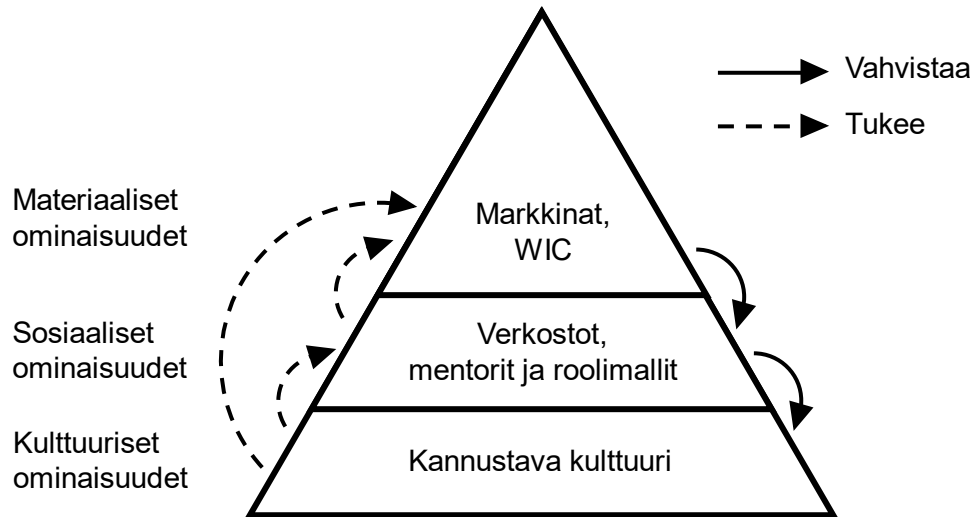 Vahvistaa
Tukee
Materiaaliset
ominaisuudet
Markkinat,
WIC
Sosiaaliset
ominaisuudet
Verkostot,
mentorit ja roolimallit
Kulttuuriset
ominaisuudet
Kannustava kulttuuri